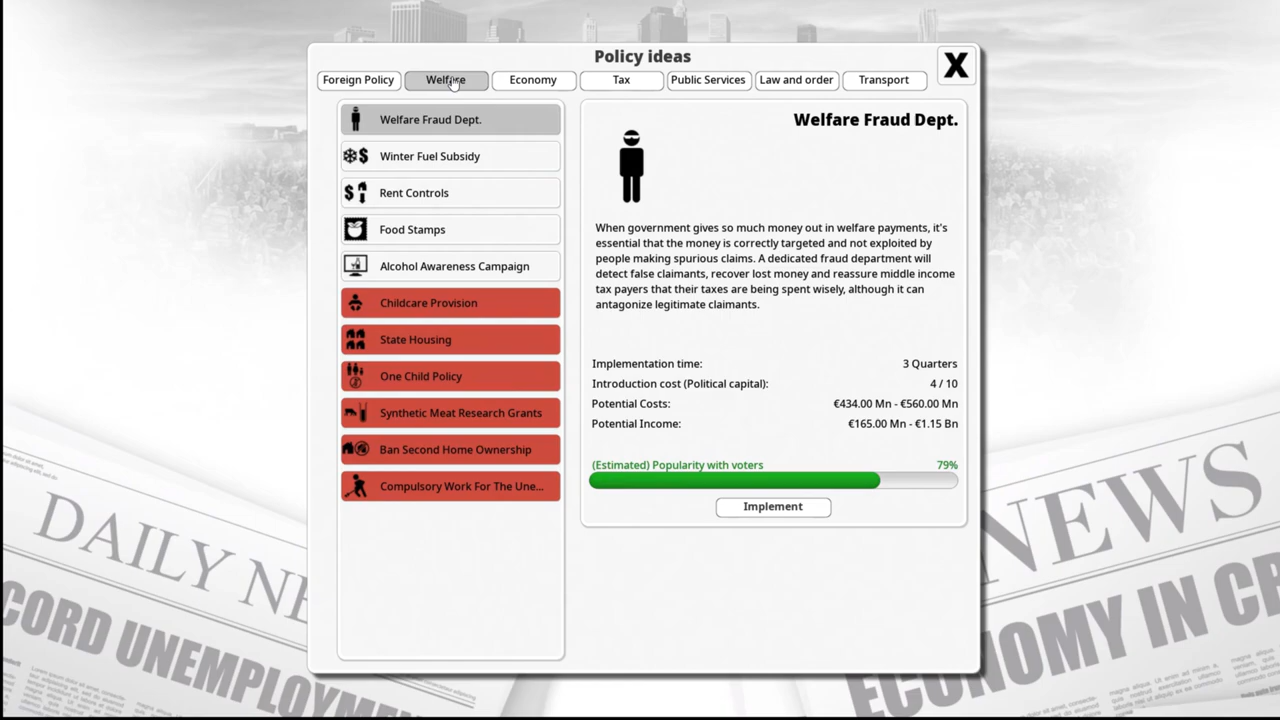 Policy ideas
X
Foreign Policy
Welfare
Economy
Tax
Public Services
Law and order
Transport
Welfare Fraud Dept.
Winter Fuel Subsidy
Rent Controls
Food Stamps
Alcohol Awareness Campaign
Childcare Provision
State Housing
One Child Policy
Synthetic Meat Research Grants
Ban Second Home Ownership
Compulsory Work For The Une...
Welfare Fraud Dept.
When government gives so much money out in welfare payments, it's
essential that the money is correctly targeted and not exploited by
people making spurious claims. A dedicated fraud department will
detect false claimants, recover lost money and reassure middle income
tax payers that their taxes are being spent wisely, although it can
antagonize legitimate claimants.
Implementation time: 3 Quarters
Introduction cost (Political capital): 4 / 10
Potential Costs: €434.00 Mn - €560.00 Mn
Potential Income: €165.00 Mn - €1.15 Bn
(Estimated) Popularity with voters 79%
Implement
DAILY NE
CORD UNEMPLOYM
NEWS
ECONOMY IN CR